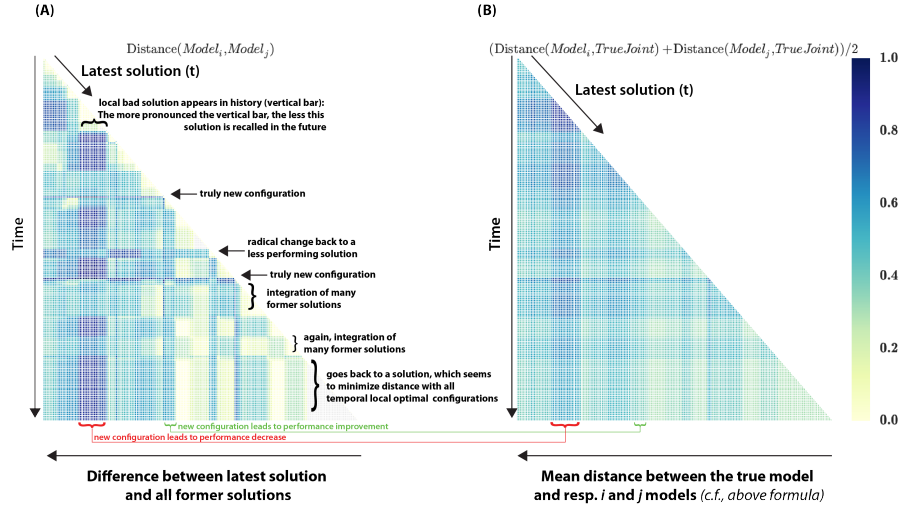 (A)
Distance(Model_i,Model_j)
Latest solution (t)
local bad solution appears in history (vertical bar):
The more pronounced the vertical bar, the less this
solution is recalled in the future
truly new configuration
radical change back to a
less performing solution
truly new configuration
integration of many
former solutions
again, integration of
many former solutions
goes back to a solution, which seems
to minimize distance with all
temporal local optimal configurations
Time
new configuration leads to performance improvement
new configuration leads to performance decrease
Difference between latest solution
and all former solutions
(B)
(Distance(Model_i,TrueJoint) +Distance(Model_j,TrueJoint))/2
Latest solution (t)
Time
1.0
0.8
0.6
0.4
0.2
0.0
Mean distance between the true model
and resp. i and j models (c.f., above formula)